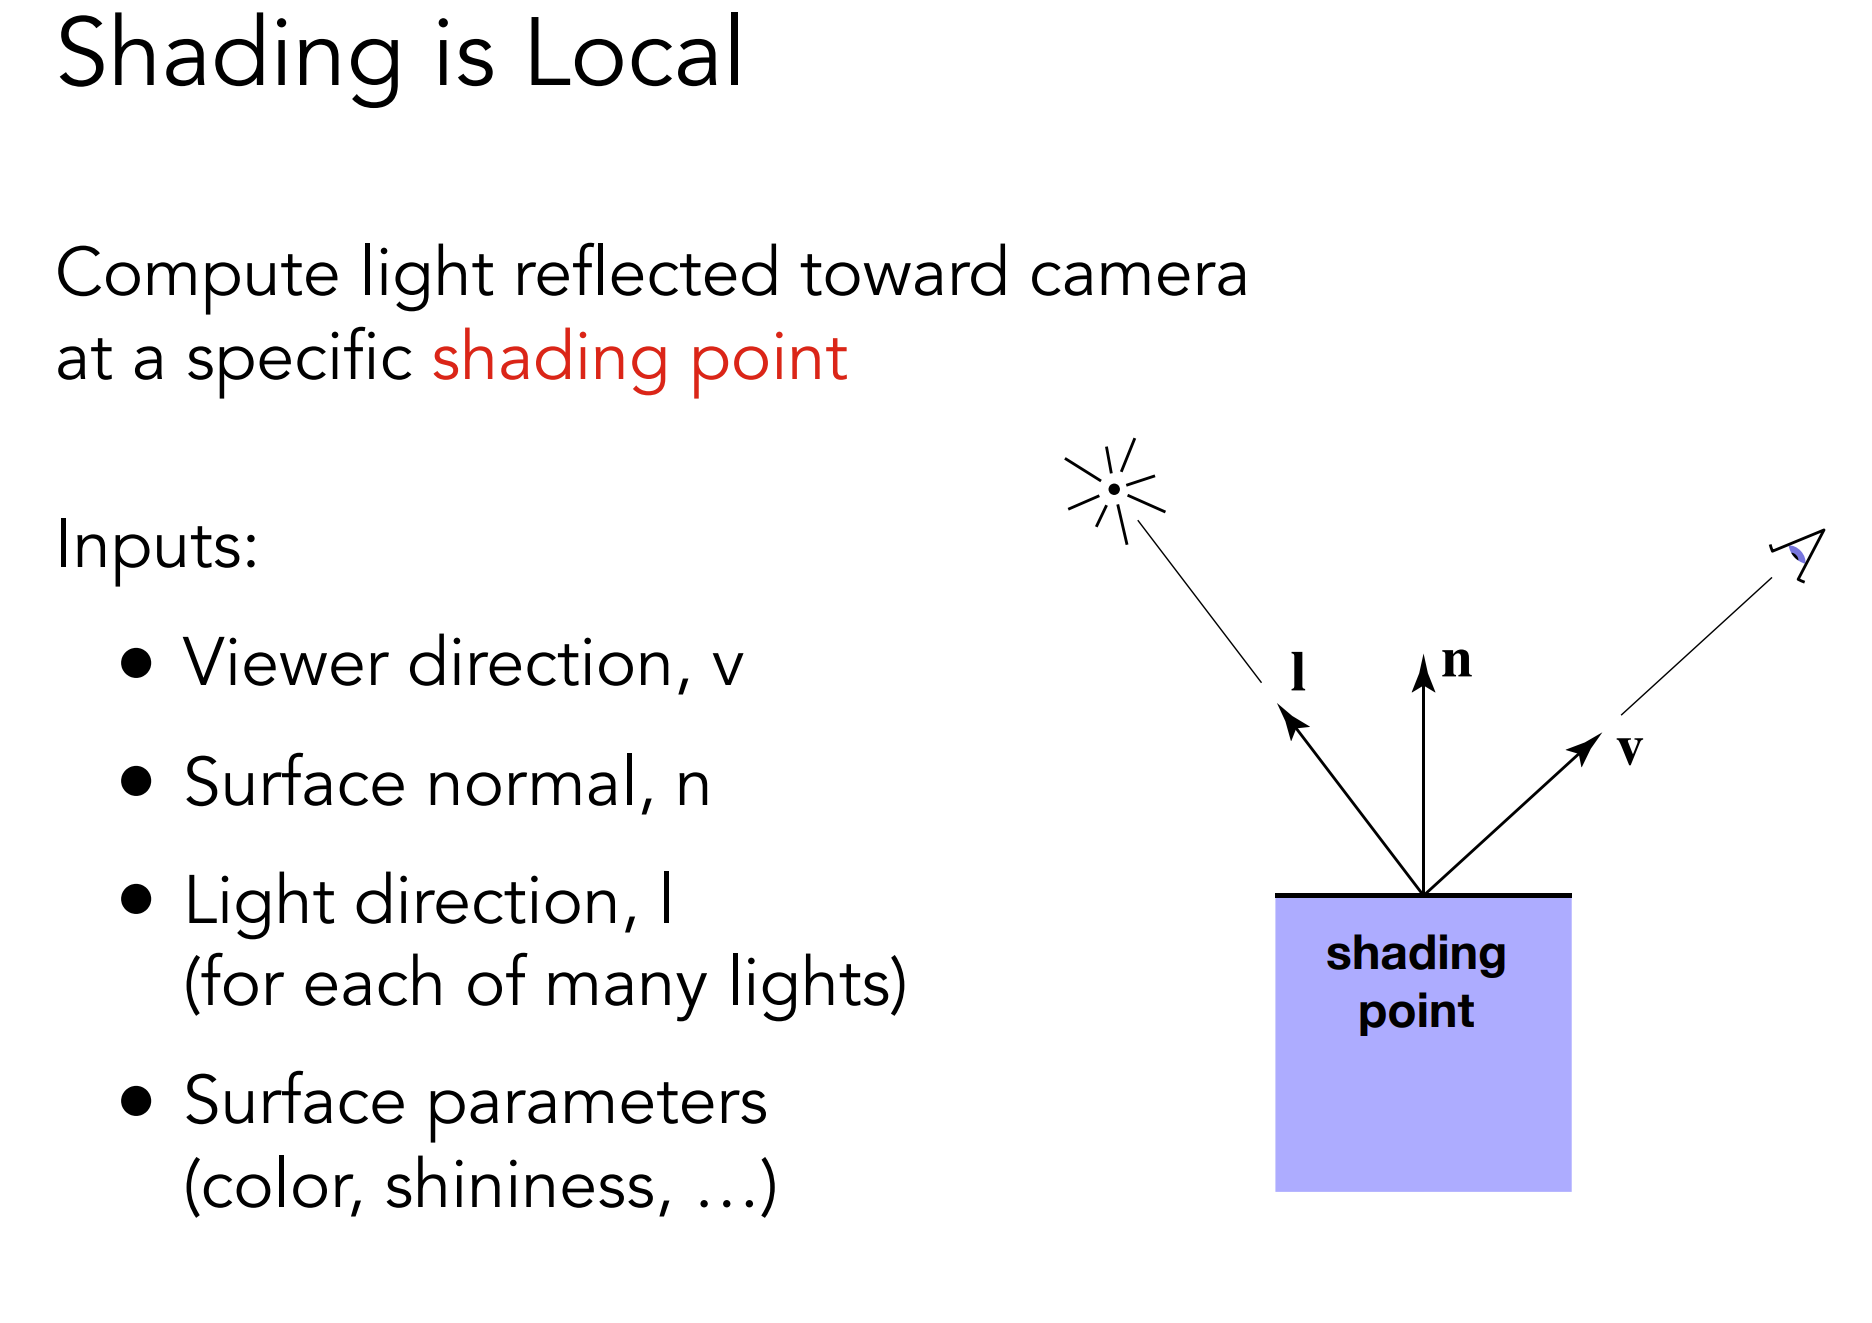 Shading is Local
Compute light reflected toward camera
at a specific shading point
Inputs:
• Viewer direction, v
• Surface normal, n
• Light direction, l
(for each of many lights)
• Surface parameters
(color, shininess, …)
l
n
v
shading
point